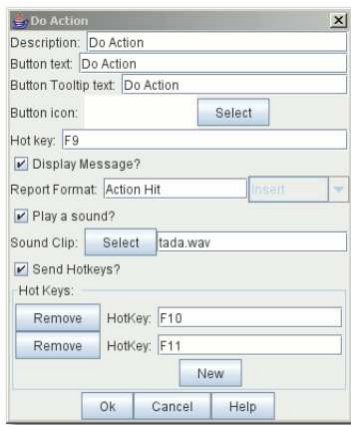 Do Action
Description: Do Action
Button text: Do Action
Button Tooltip text: Do Action
Button icon: Select
Hot key: F9
Display Message?
Report Format: Action Hit Insert
Play a sound?
Sound Clip: Select tada.wav
Send Hotkeys?
Hot Keys:
Remove HotKey: F10
Remove HotKey: F11
New
Ok Cancel Help